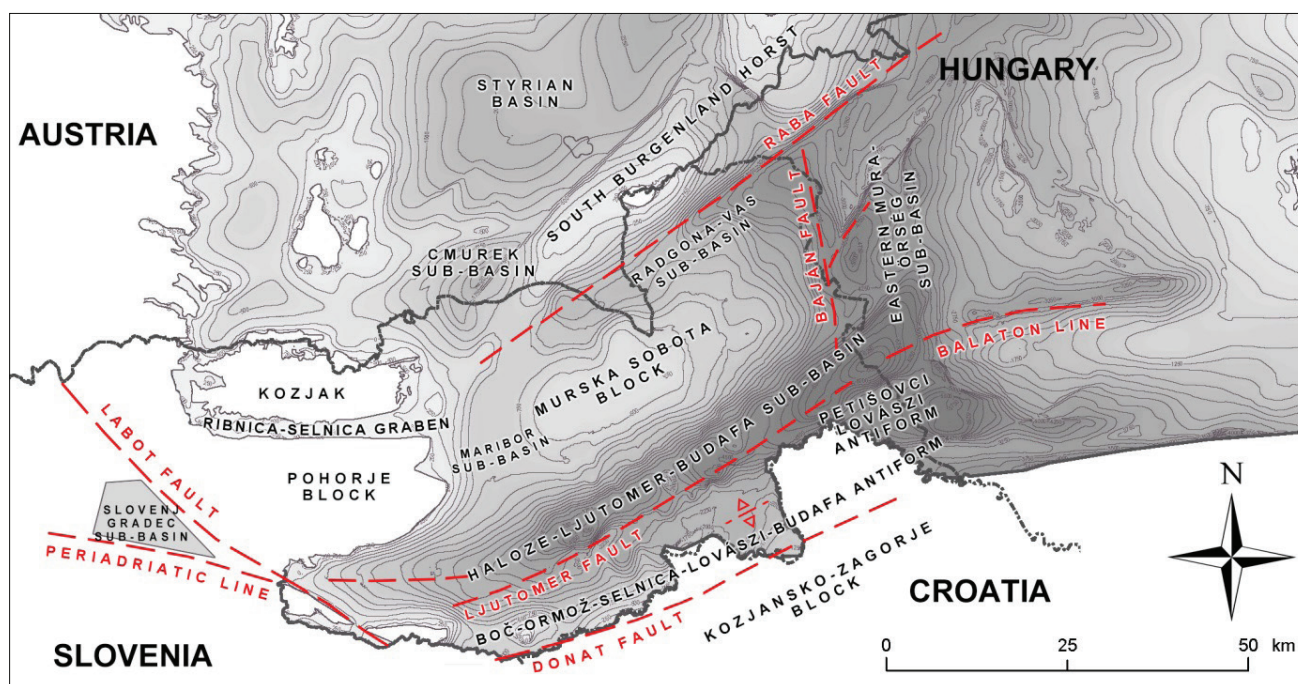 STYRIAN
BASIN
SOUTH BURGENLAND HORST
RABA FAULT
HUNGARY
AUSTRIA
CMUREK
SUB-BASIN
RADGONA-VAS
SUB-BASIN
BAJÁN FAULT
EASTERN MURA-
ÖRSÉG
SUB-BASIN
BALATON LINE
MURSKA SOBOTA
BLOCK
KOZJAK
RIBNICA-SELNICA GRABEN
MARIBOR
SUB-BASIN
POHORJE
BLOCK
LABOT FAULT
SLOVENJ
GRADEC
SUB-BASIN
PERIADRIATIC LINE
HALOZE-LJUTOMER-BUDAFA SUB-BASIN
PETIŠOVCI
LOVÁSZI
ANTIFORM
LJUTOMER FAULT
BOČ-ORMOŽ-SELNICA-LOVÁSZI-BUDAFA ANTIFORM
DONAT FAULT
KOZJANSKO-ZAGORJE
BLOCK
N
CROATIA
SLOVENIA
0 25 50 km